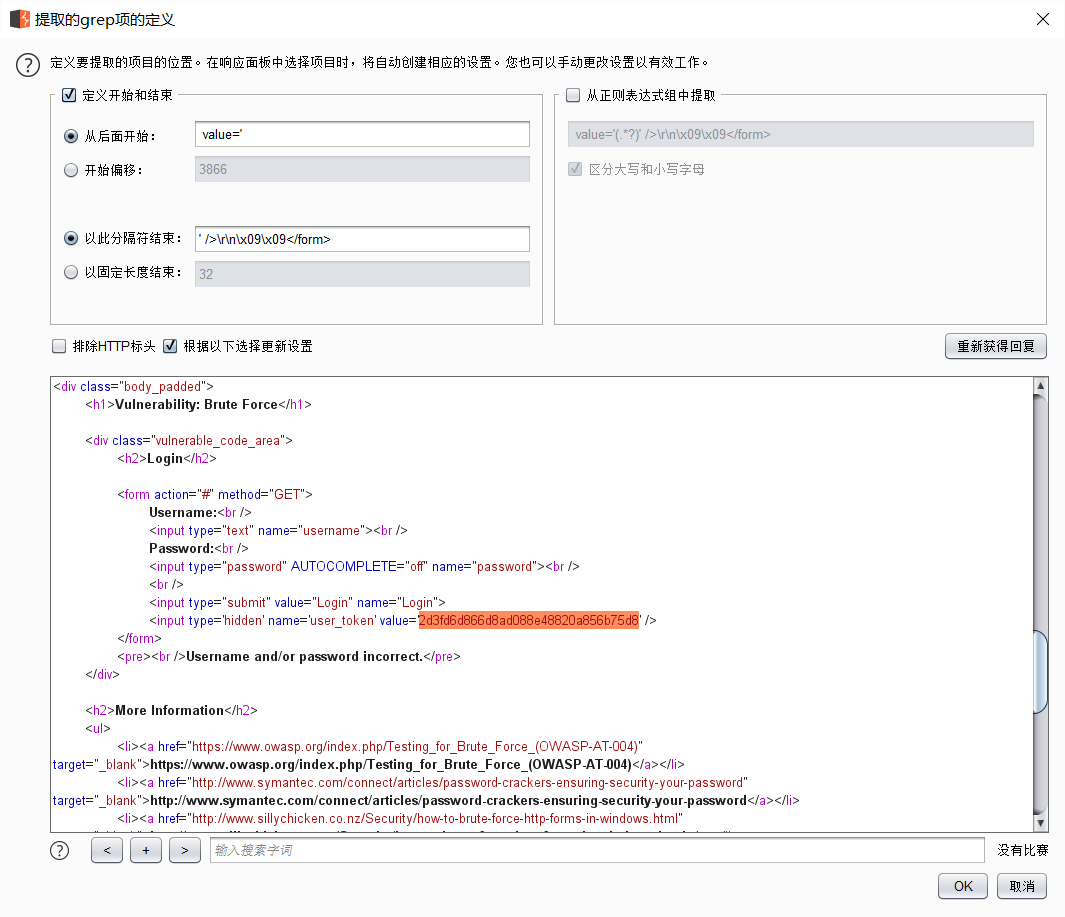 提取的grep项的定义
定义要提取的项目的位置。在响应面板中选择项目时，将自动创建相应的设置。您也可以手动更改设置以有效工作。
定义开始和结束
从后面开始：
value='
开始偏移：
3866
以此分隔符结束：
' />\r\n\x09\x09</form>
以固定长度结束：
32
从正则表达式组中提取
value='(.*?)' />\r\n\x09\x09</form>
区分大写和小写字母
排除HTTP标头 根据以下选择更新设置
重新获得回复
<div class="body_padded">
<h1>Vulnerability: Brute Force</h1>
<div class="vulnerable_code_area">
<h2>Login</h2>
<form action="#" method="GET">
Username:<br />
<input type="text" name="username"><br />
Password:<br />
<input type="password" AUTOCOMPLETE="off" name="password"><br />
<br />
<input type="submit" value="Login" name="Login">
<input type='hidden' name='user_token' value='2d3fd6d866d8ad088e48820a856b75d8' />
</form>
<pre><br />Username and/or password incorrect.</pre>
</div>
<h2>More Information</h2>
<ul>
<li><a href="https://www.owasp.org/index.php/Testing_for_Brute_Force_(OWASP-AT-004)"
target="_blank">https://www.owasp.org/index.php/Testing_for_Brute_Force_(OWASP-AT-004)</a></li>
<li><a href="http://www.symantec.com/connect/articles/password-crackers-ensuring-security-your-password"
target="_blank">http://www.symantec.com/connect/articles/password-crackers-ensuring-security-your-password</a></li>
<li><a href="http://www.sillychicken.co.nz/Security/how-to-brute-force-http-forms-in-windows.html"
< + >
输入搜索字词
没有比赛
OK
取消